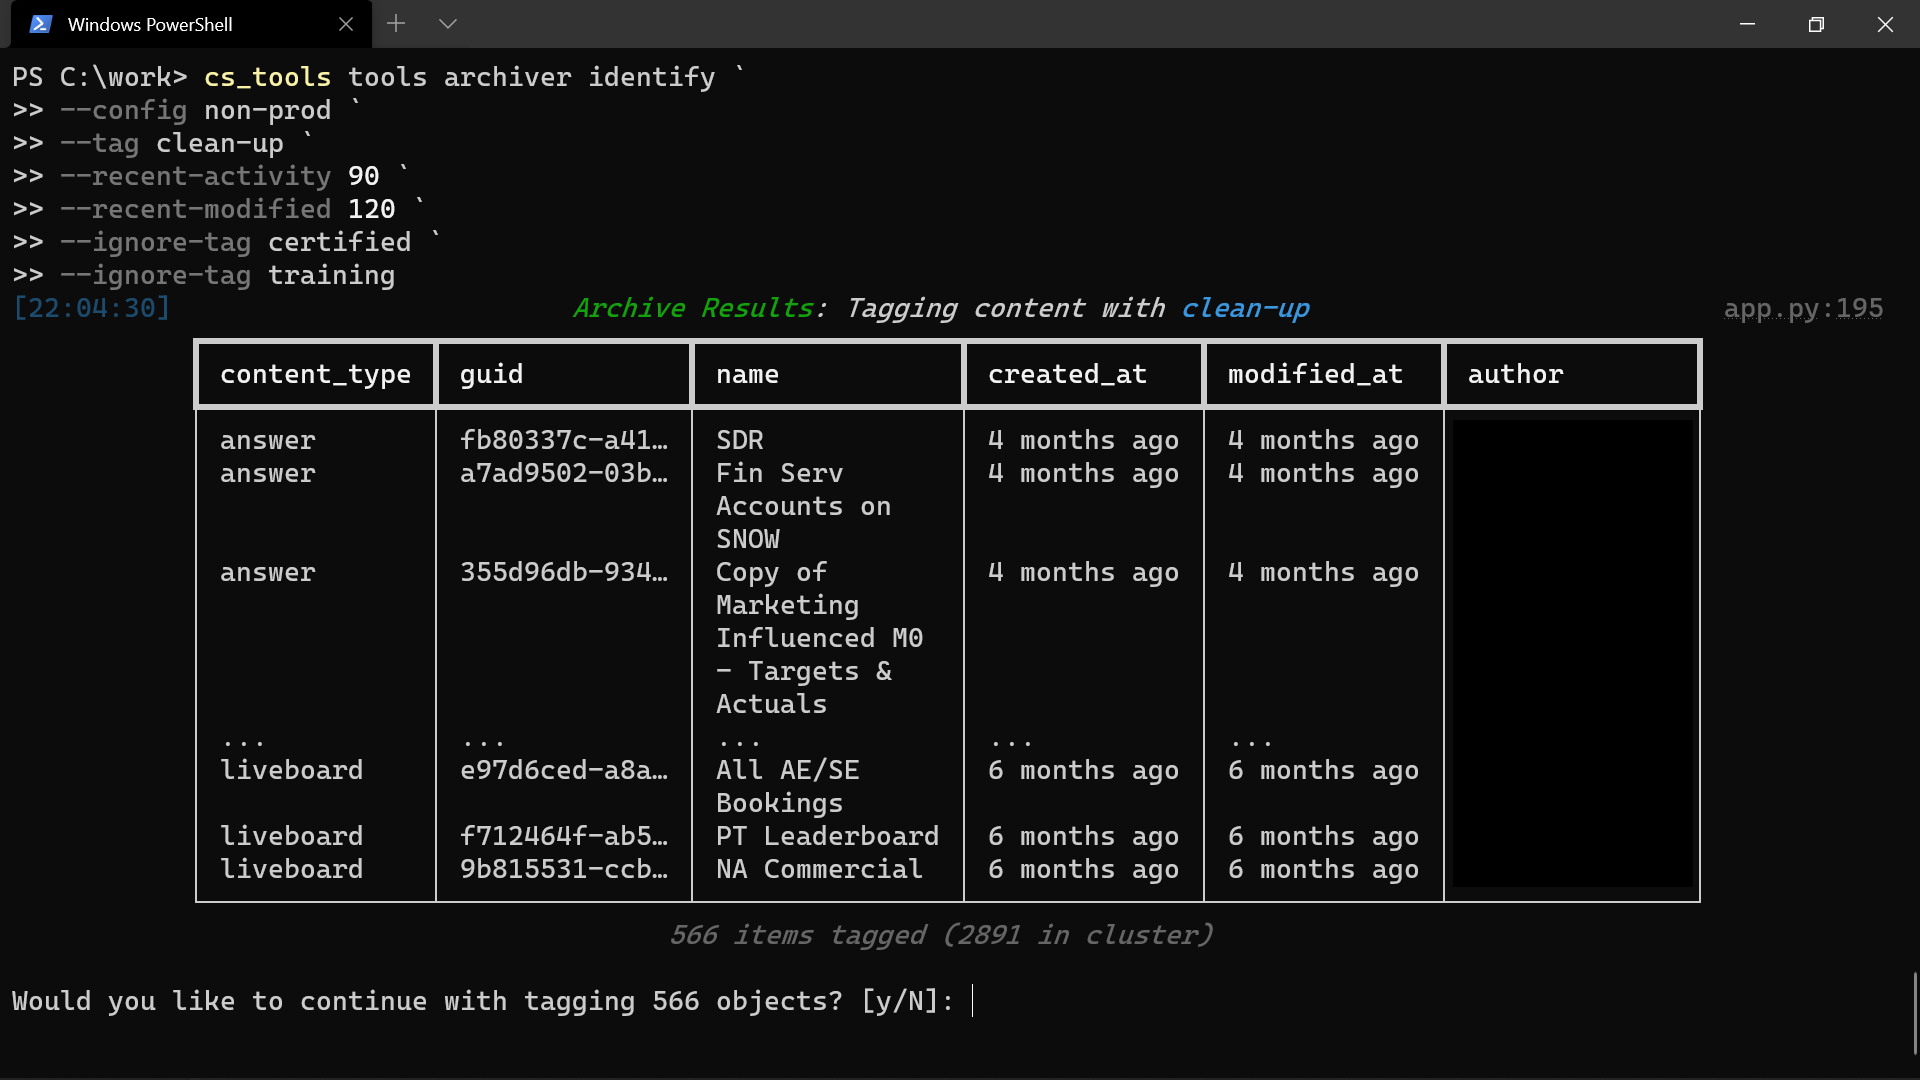 Windows PowerShell
PS C:\work> cs_tools tools archiver identify `
>> --config non-prod `
>> --tag clean-up `
>> --recent-activity 90 `
>> --recent-modified 120 `
>> --ignore-tag certified `
>> --ignore-tag training
[22:04:30] Archive Results: Tagging content with clean-up app.py:195
content_type guid name created_at modified_at author
answer fb80337c-a41… SDR 4 months ago 4 months ago
answer a7ad9502-03b… Fin Serv 4 months ago 4 months ago
Accounts on
SNOW
answer 355d96db-934… Copy of 4 months ago 4 months ago
Marketing
Influenced M0
- Targets &
Actuals
... ... ... ... ...
liveboard e97d6ced-a8a… All AE/SE 6 months ago 6 months ago
Bookings
liveboard f712464f-ab5… PT Leaderboard 6 months ago 6 months ago
liveboard 9b815531-ccb… NA Commercial 6 months ago 6 months ago
566 items tagged (2891 in cluster)
Would you like to continue with tagging 566 objects? [y/N]: